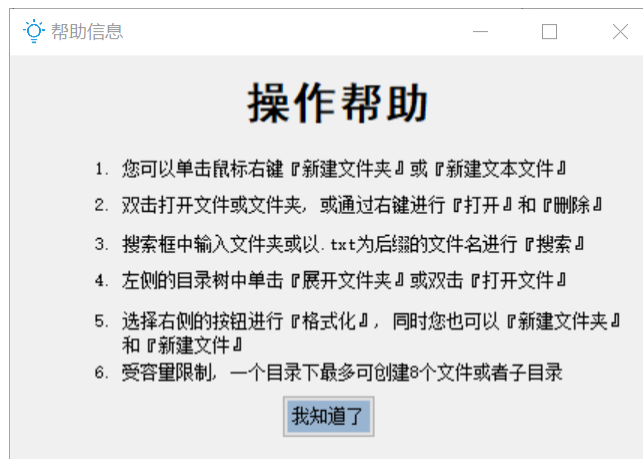 帮助信息
操作帮助
1. 您可以单击鼠标右键『新建文件夹』或『新建文本文件』
2. 双击打开文件或文件夹，或通过右键进行『打开』和『删除』
3. 搜索框中输入文件夹或以.txt为后缀的文件名进行『搜索』
4. 左侧的目录树中单击『展开文件夹』或双击『打开文件』
5. 选择右侧的按钮进行『格式化』，同时您也可以『新建文件夹』
和『新建文件』
6. 受容量限制，一个目录下最多可创建8个文件或者子目录
我知道了